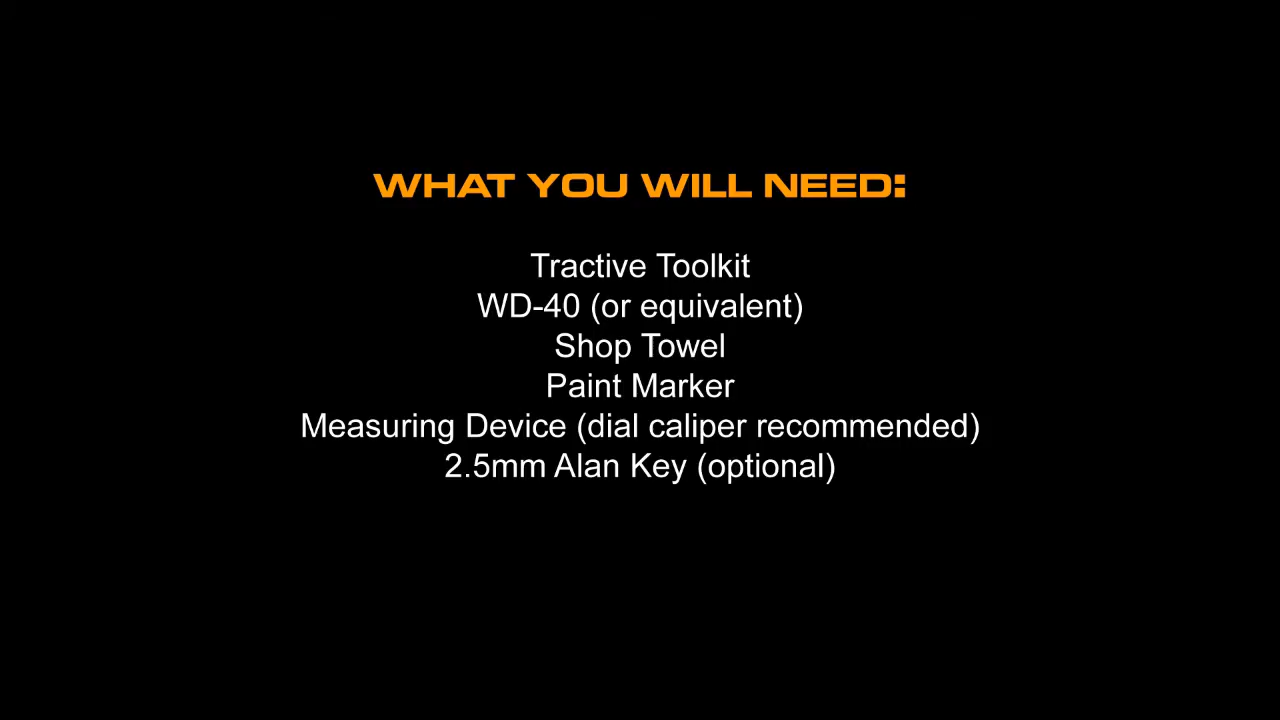 WHAT YOU WILL NEED:
Tractive Toolkit
WD-40 (or equivalent)
Shop Towel
Paint Marker
Measuring Device (dial caliper recommended)
2.5mm Alan Key (optional)